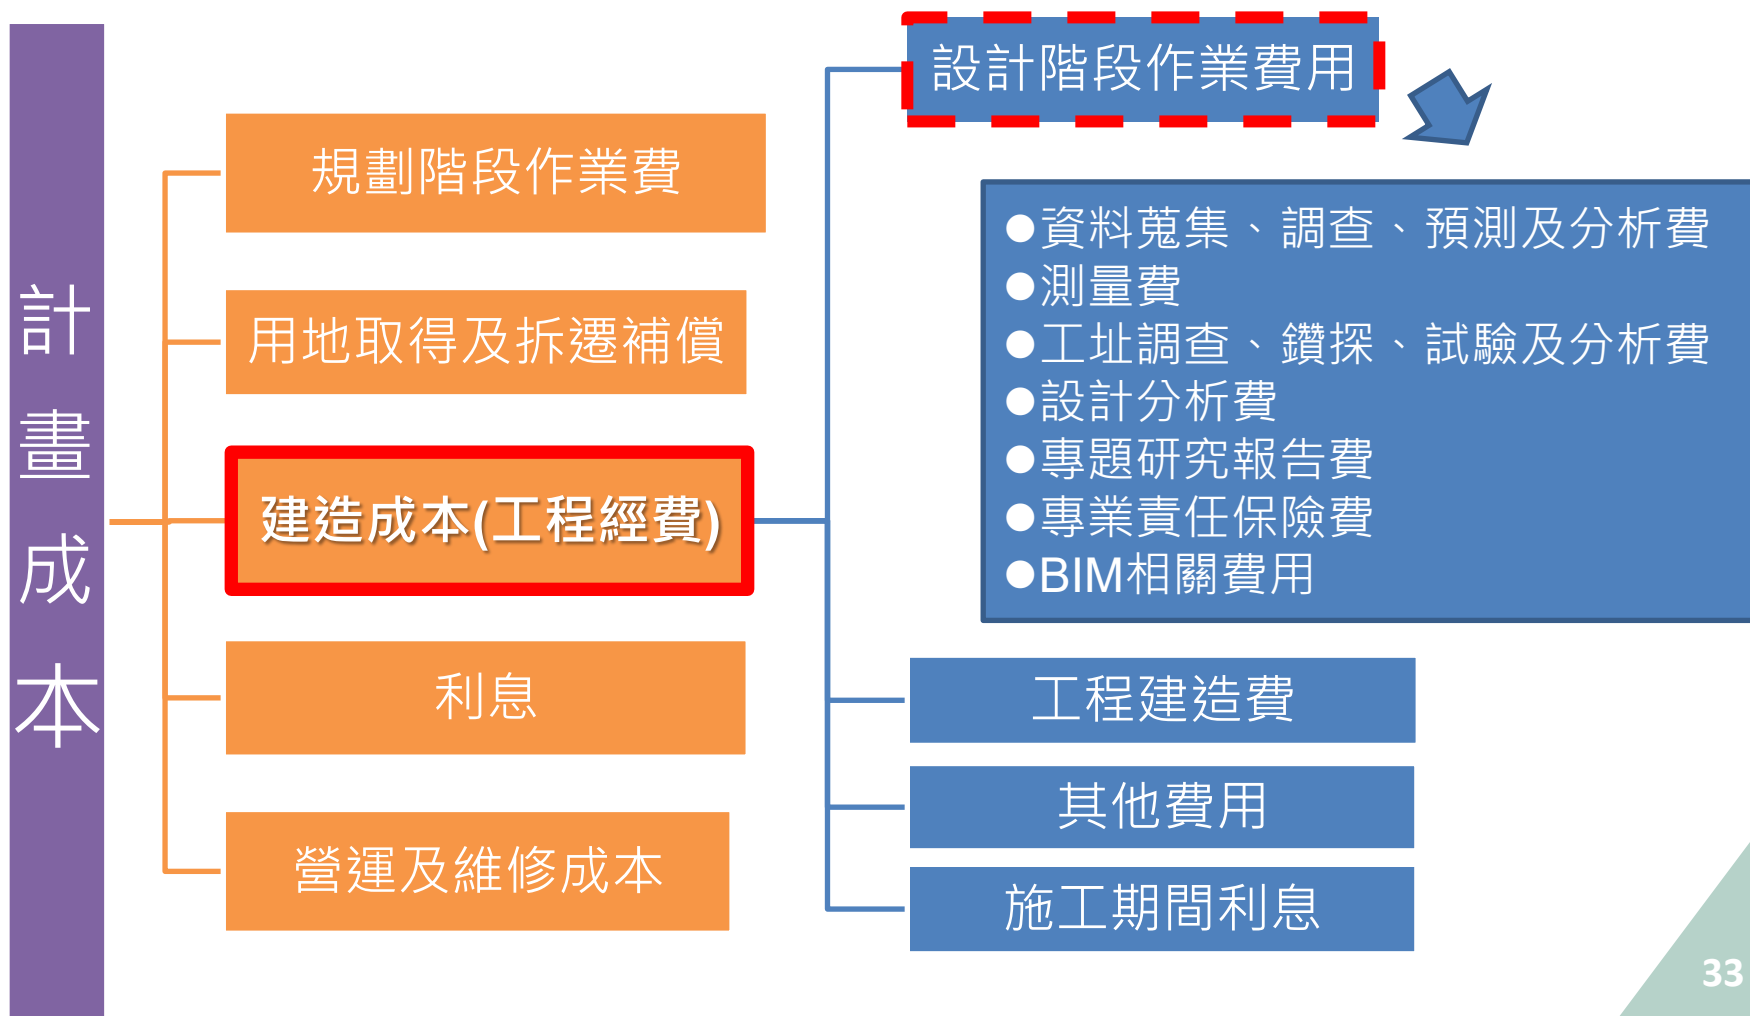 計
畫
成
本
規劃階段作業費
用地取得及拆遷補償
建造成本(工程經費)
利息
營運及維修成本
設計階段作業費用
●資料蒐集、調查、預測及分析費
●測量費
●工址調查、鑽探、試驗及分析費
●設計分析費
●專題研究報告費
●專業責任保險費
●BIM相關費用
工程建造費
其他費用
施工期間利息
33